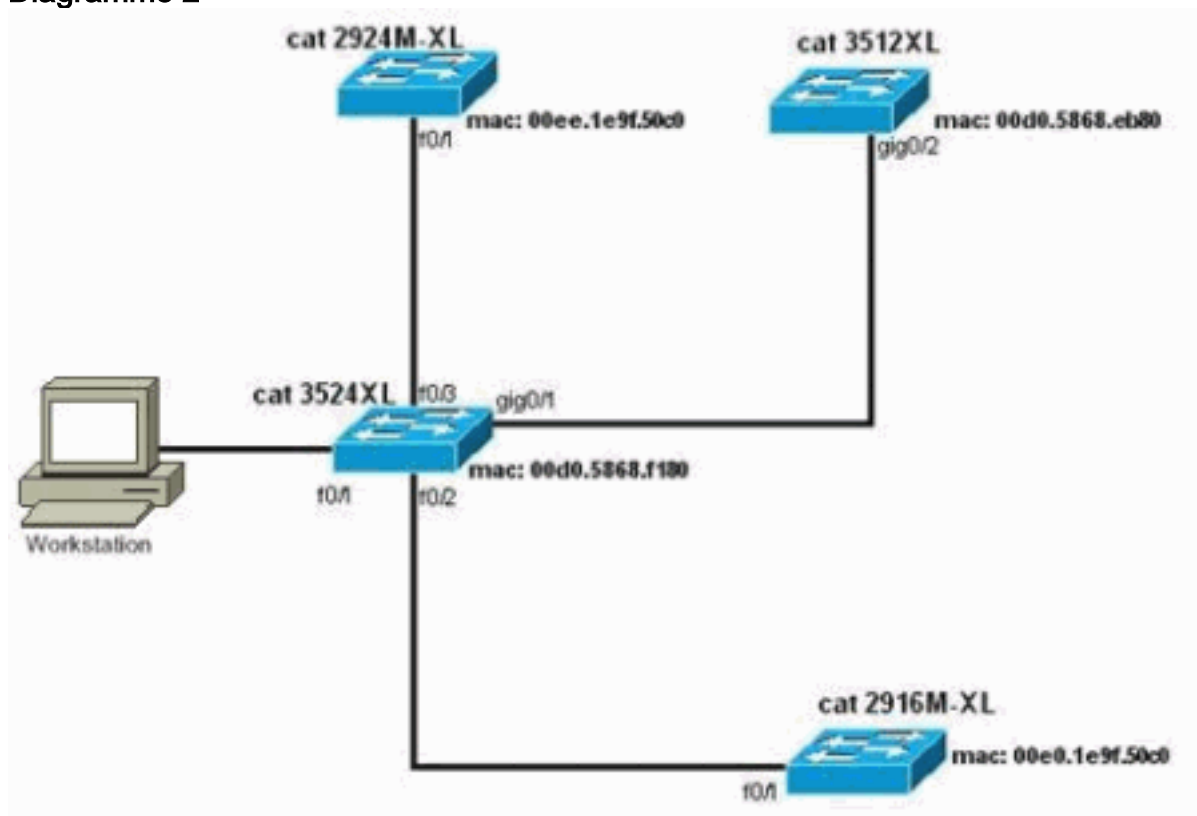 Diagramme 2
cat 2924M-XL
cat 3512XL
mac: 00ee.1e9f.50c0
mac: 00d0.5868.eb80
f0/1
gig0/2
cat 3524XL
f0/3
gig0/1
mac: 00d0.5868.f180
f0/1
f0/2
Workstation
cat 2916M-XL
mac: 00e0.1e9f.50c0
f0/1